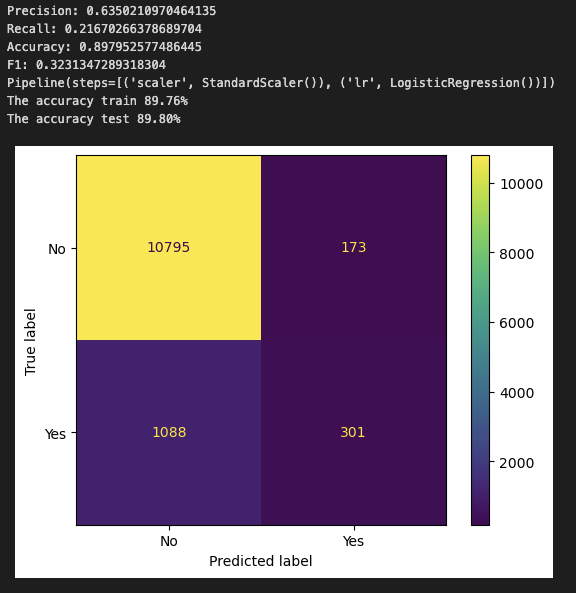 Precision: 0.6350210970464135
Recall: 0.21670266378689704
Accuracy: 0.897952577486445
F1: 0.3231347289318304
Pipeline(steps=[('scaler', StandardScaler()), ('lr', LogisticRegression())])
The accuracy train 89.76%
The accuracy test 89.80%
No
10795
173
Yes
1088
301
No
Yes
Predicted label
True label
10000
8000
6000
4000
2000